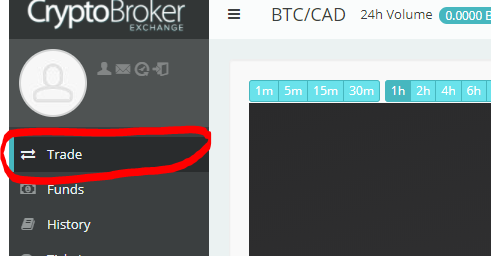 CryptoBroker
EXCHANGE
BTC/CAD
24h Volume
0.0000
1m 5m 15m 30m
1h 2h 4h 6h
Trade
Funds
History